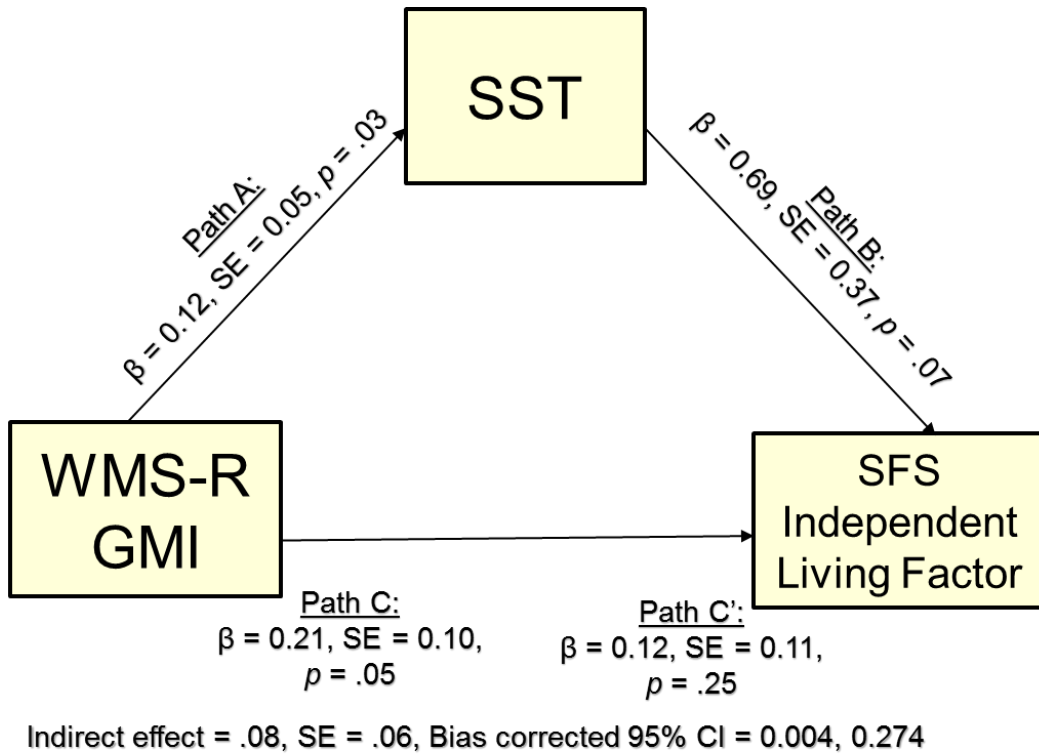 SST
Path A:
β = 0.12, SE = 0.05, p = .03
Path B:
β = 0.69, SE = 0.37, p = .07
WMS-R
GMI
SFS
Independent
Living Factor
Path C:
β = 0.21, SE = 0.10,
p = .05
Path C’:
β = 0.12, SE = 0.11,
p = .25
Indirect effect = .08, SE = .06, Bias corrected 95% CI = 0.004, 0.274